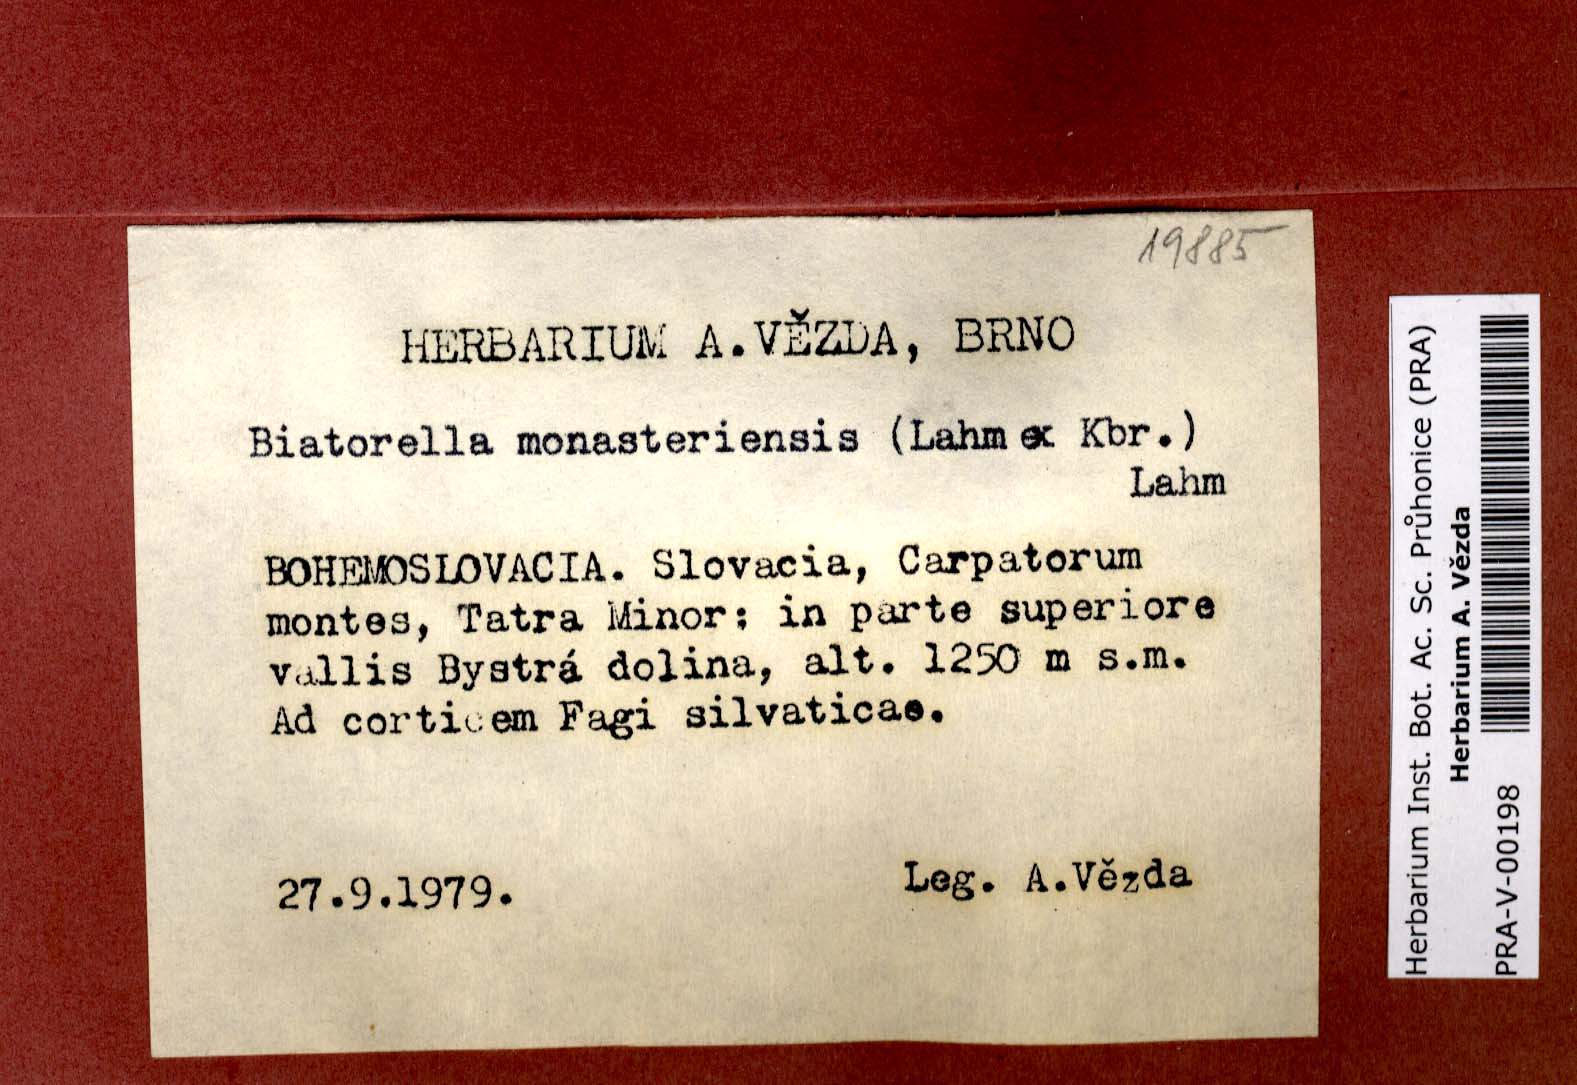 19885
HERBARIUM A.VĚZDA, BRNO
Biatorella monasteriensis (Lahm ex Kbr.)
Lahm
BOHEMOSLOVACIA. Slovacia, Carpatorum
montes, Tatra Minor: in parte superiore
vallis Bystrá dolina, alt. 1250 m s.m.
Ad corticem Fagi silvaticae.
27.9.1979.
Leg. A.Vězda
Herbarium Inst. Bot. Ac. Sc. Průhonice (PRA)
Herbarium A. Vězda
PRA-V-00198